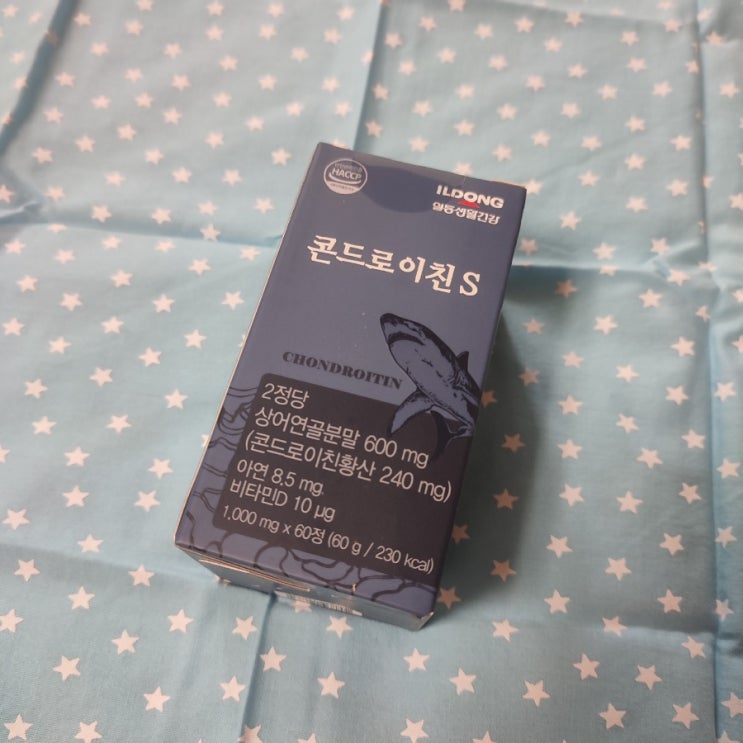 HACCP
ILDONG
일동생활건강
콘드로이친 S
CHONDROITIN
2정당
상어연골분말 600 mg
(콘드로이친황산 240 mg)
아연 8.5 mg,
비타민D 10 µg
1,000 mg x 60정 (60 g / 230 kcal)